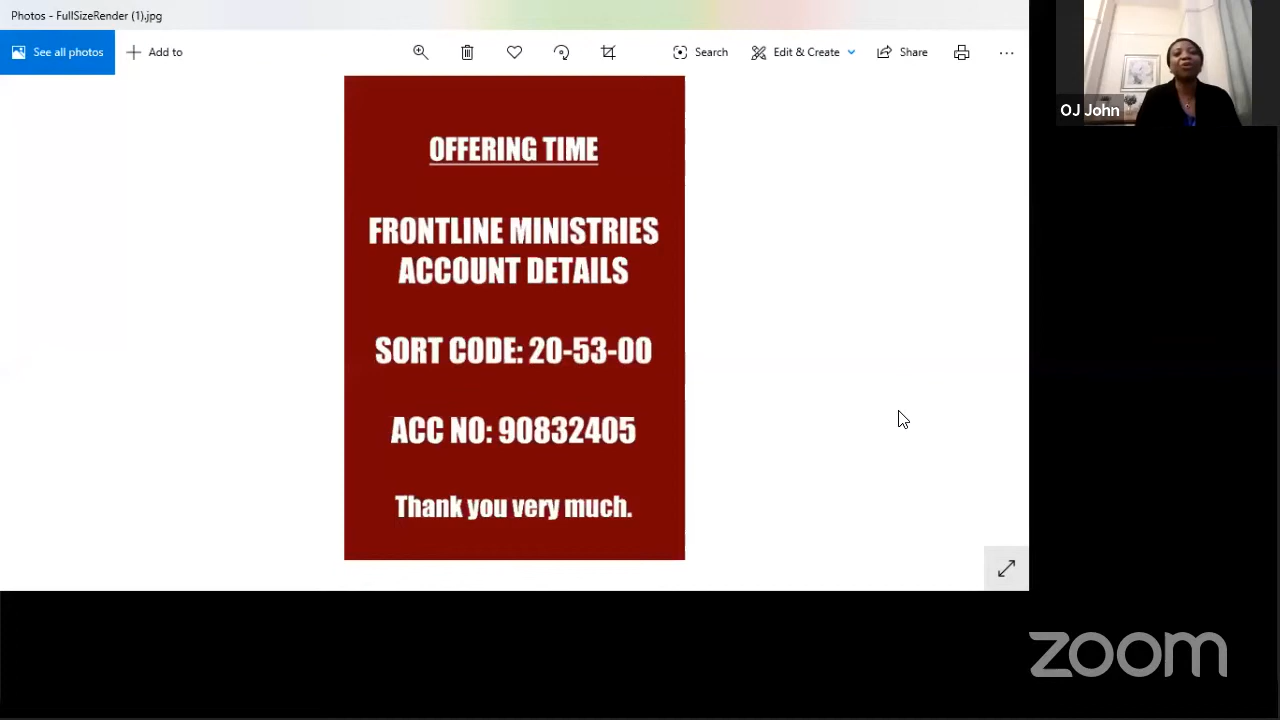 Photos - FullSizeRender (1).jpg
See all photos
Add to
Search
Edit & Create
Share
OJ John
OFFERING TIME
FRONTLINE MINISTRIES
ACCOUNT DETAILS
SORT CODE: 20-53-00
ACC NO: 90832405
Thank you very much.
zoom